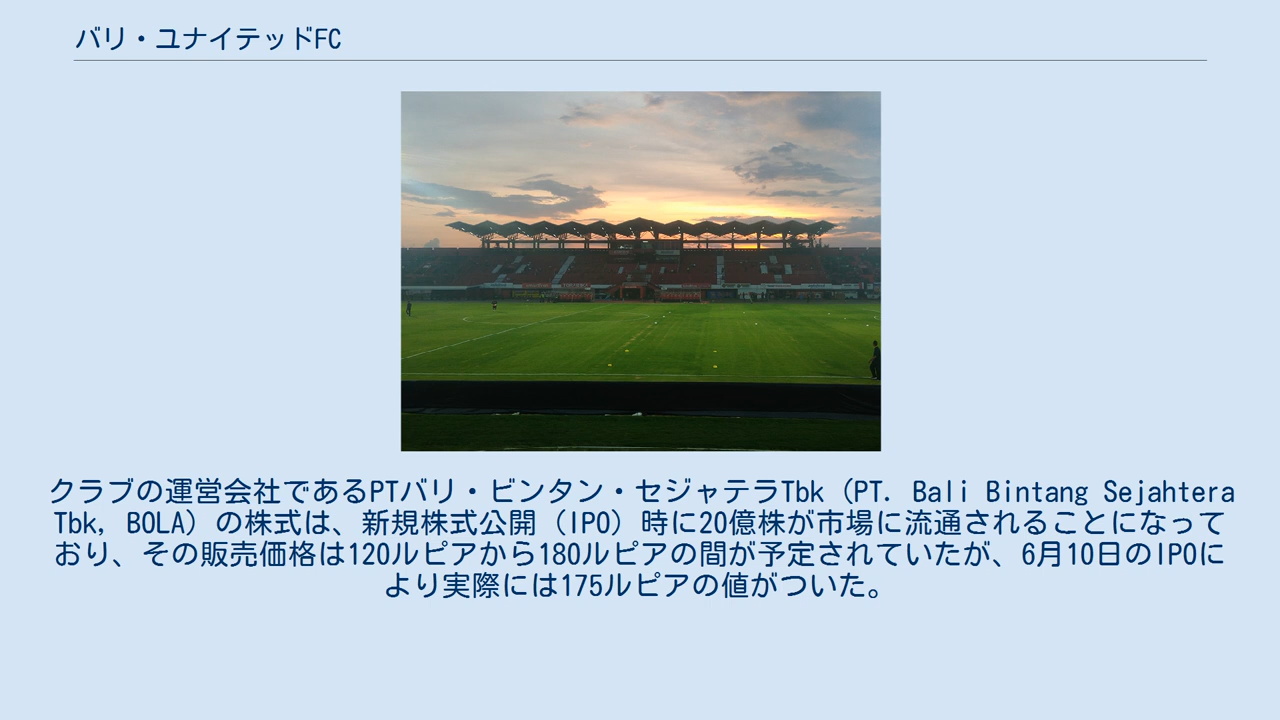 バリ・ユナイテッドFC
クラブの運営会社であるPTバリ・ビンタン・セジャテラTbk（PT. Bali Bintang Sejahtera
Tbk, BOLA）の株式は、新規株式公開（IPO）時に20億株が市場に流通されることになって
おり、その販売価格は120ルピアから180ルピアの間が予定されていたが、6月10日のIPOに
より実際には175ルピアの値がついた。